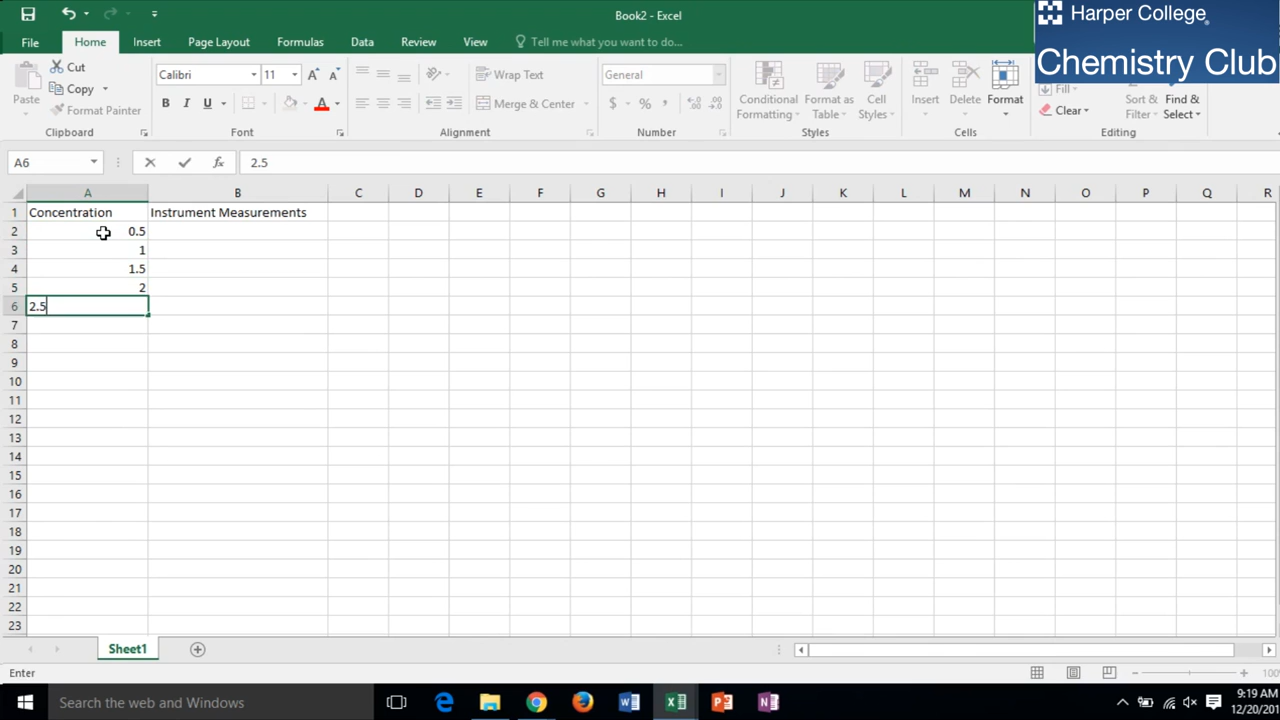 Book2 - Excel
Harper College
Chemistry Club
File Home Insert Page Layout Formulas Data Review View Tell me what you want to do...
Paste
Cut
Copy
Format Painter
Clipboard
Calibri 11
B I U
Font
Wrap Text
Merge & Center
Alignment
General
$ %
Number
Conditional Formatting
Format as Table
Cell Styles
Styles
Insert Delete Format
Cells
Fill
Clear
Sort & Filter
Find & Select
Editing
A6 fx 2.5
A B C D E F G H I J K L M N O P Q R
1 Concentration Instrument Measurements
2 0.5
3 1
4 1.5
5 2
6 2.5
7
8
9
10
11
12
13
14
15
16
17
18
19
20
21
22
23
Sheet1
Enter
Search the web and Windows
9:19 AM